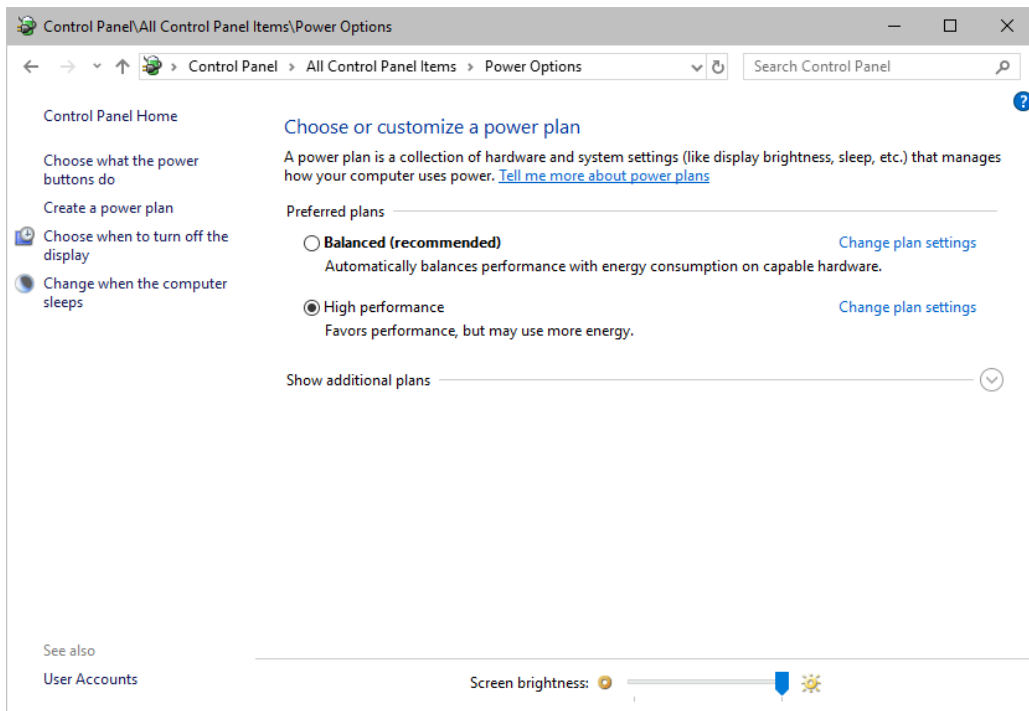 Control Panel\All Control Panel Items\Power Options
Control Panel > All Control Panel Items > Power Options
Search Control Panel
?
Control Panel Home
Choose what the power
buttons do
Create a power plan
Choose when to turn off the
display
Change when the computer
sleeps
Choose or customize a power plan
A power plan is a collection of hardware and system settings (like display brightness, sleep, etc.) that manages
how your computer uses power. Tell me more about power plans
Preferred plans
Balanced (recommended)
Change plan settings
Automatically balances performance with energy consumption on capable hardware.
High performance
Change plan settings
Favors performance, but may use more energy.
Show additional plans
See also
User Accounts
Screen brightness: